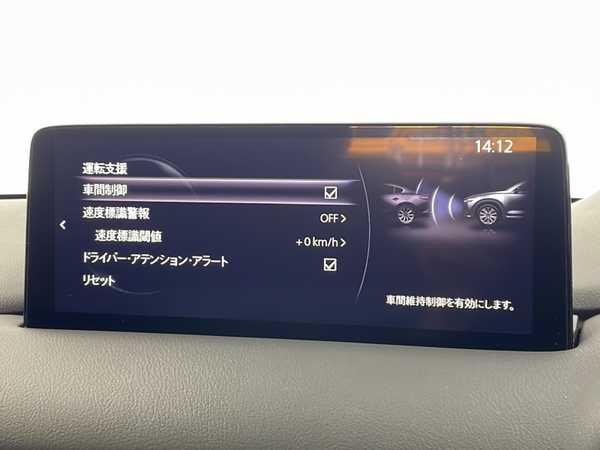 14:12
運転支援
車間制御
速度標識警報 OFF
速度標識閾値 +0 km/h
ドライバー・アテンション・アラート
リセット
車間維持制御を有効にします。